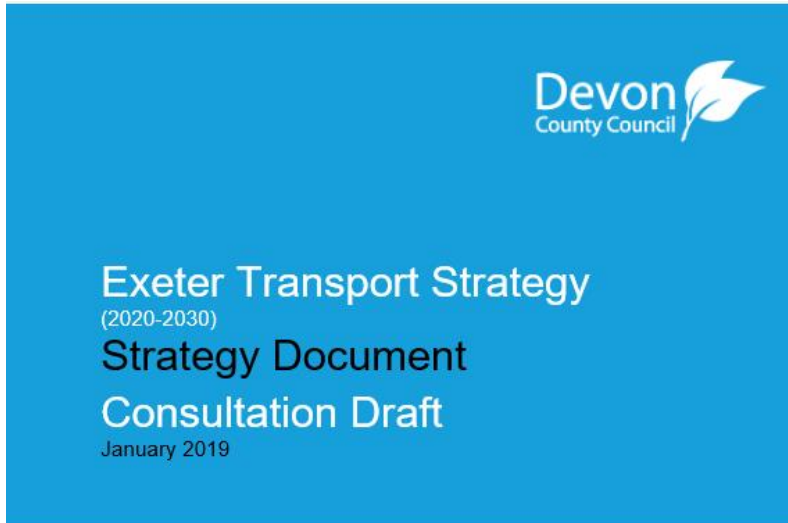 Devon
County Council
Exeter Transport Strategy
(2020-2030)
Strategy Document
Consultation Draft
January 2019